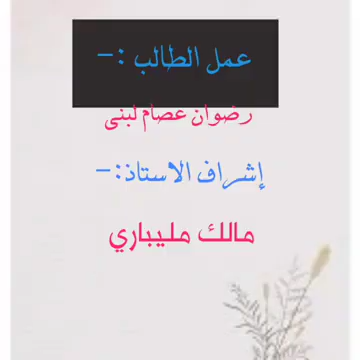 عمل الطالب :-
رضوان عصام لبنى
إشراف الاستاذ:-
مالك مليباري